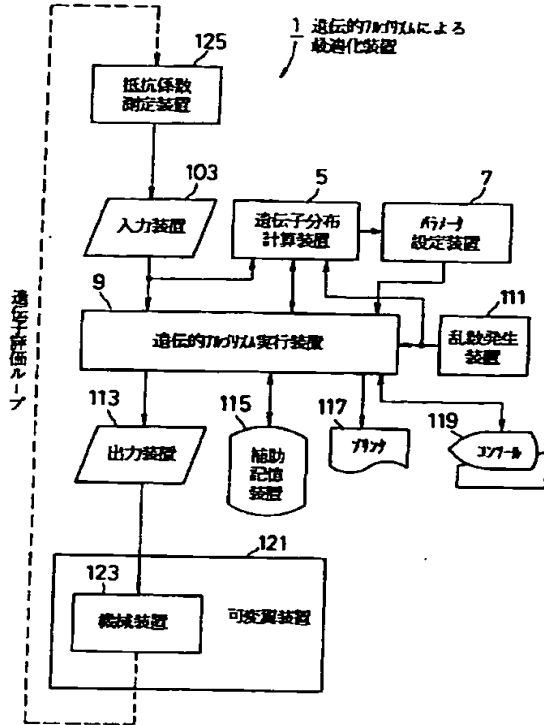 1 遺伝的アルゴリズムによる
最適化装置
125
抵抗係数
測定装置
103
入力装置
5
遺伝子分布
計算装置
7
パラメータ
設定装置
9
遺伝的アルゴリズム実行装置
111
乱数発生
装置
遺伝子評価ループ
113
出力装置
115
補助
記憶
装置
117
プリンタ
119
コンソール
121
123
機械装置
可変翼装置